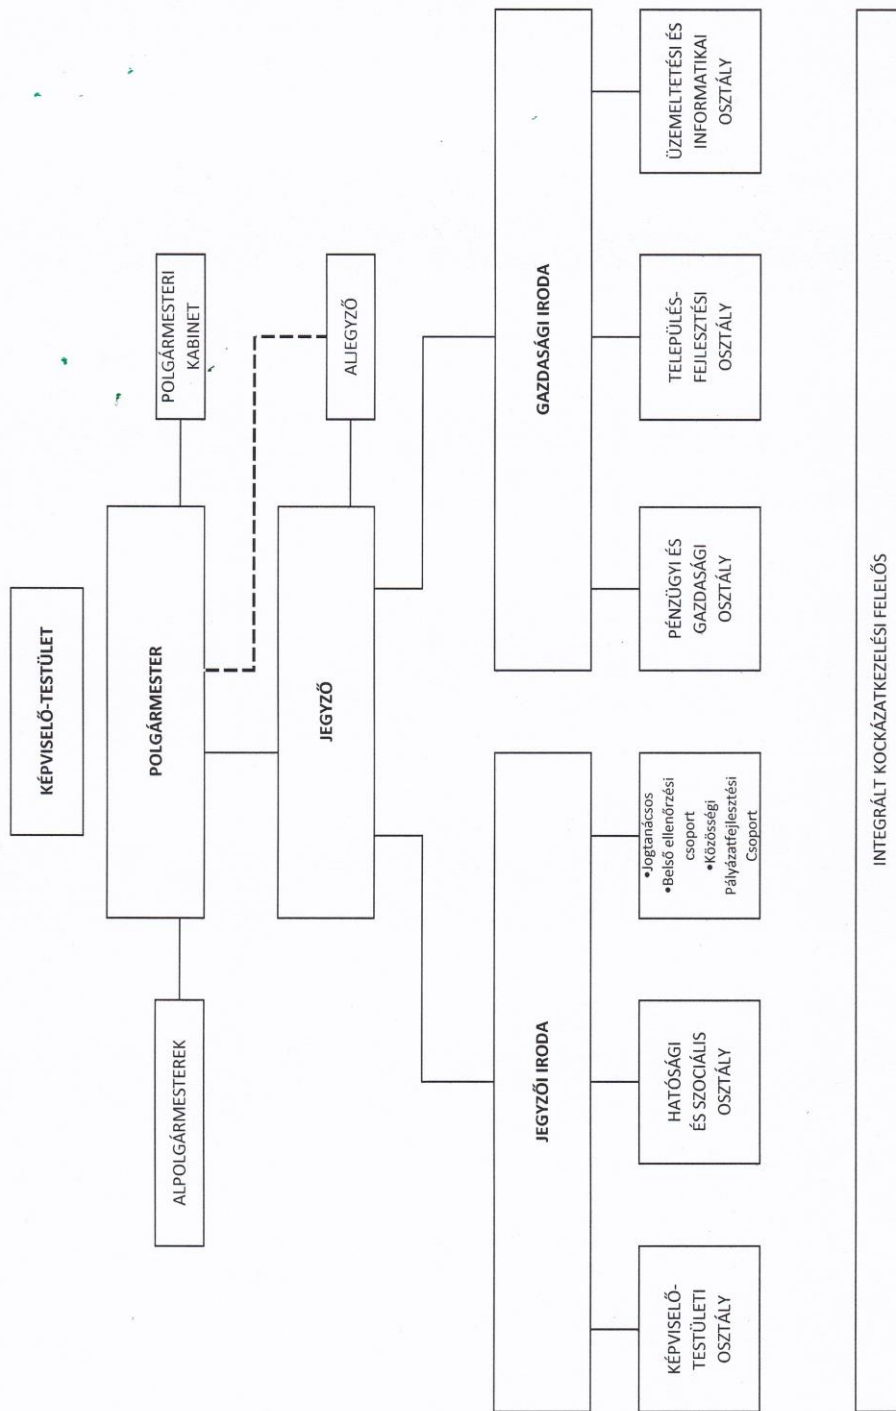 KÉPVISELŐ-TESTÜLET
ALPOLGÁRMESTEREK
POLGÁRMESTER
POLGÁRMESTERI
KABINET
JEGYZŐ
ALJEGYZŐ
JEGYZŐI IRODA
GAZDASÁGI IRODA
KÉPVISELŐ-
TESTÜLETI
OSZTÁLY
HATÓSÁGI
ÉS SZOCIÁLIS
OSZTÁLY
•Jogtanácsos
•Belső ellenőrzési
csoport
•Közösségi
Pályázatfejlesztési
Csoport
PÉNZÜGYI ÉS
GAZDASÁGI
OSZTÁLY
TELEPÜLÉS-
FEJLESZTÉSI
OSZTÁLY
ÜZEMELTETÉSI ÉS
INFORMATIKAI
OSZTÁLY
INTEGRÁLT KOCKÁZATKEZELÉSI FELELŐS